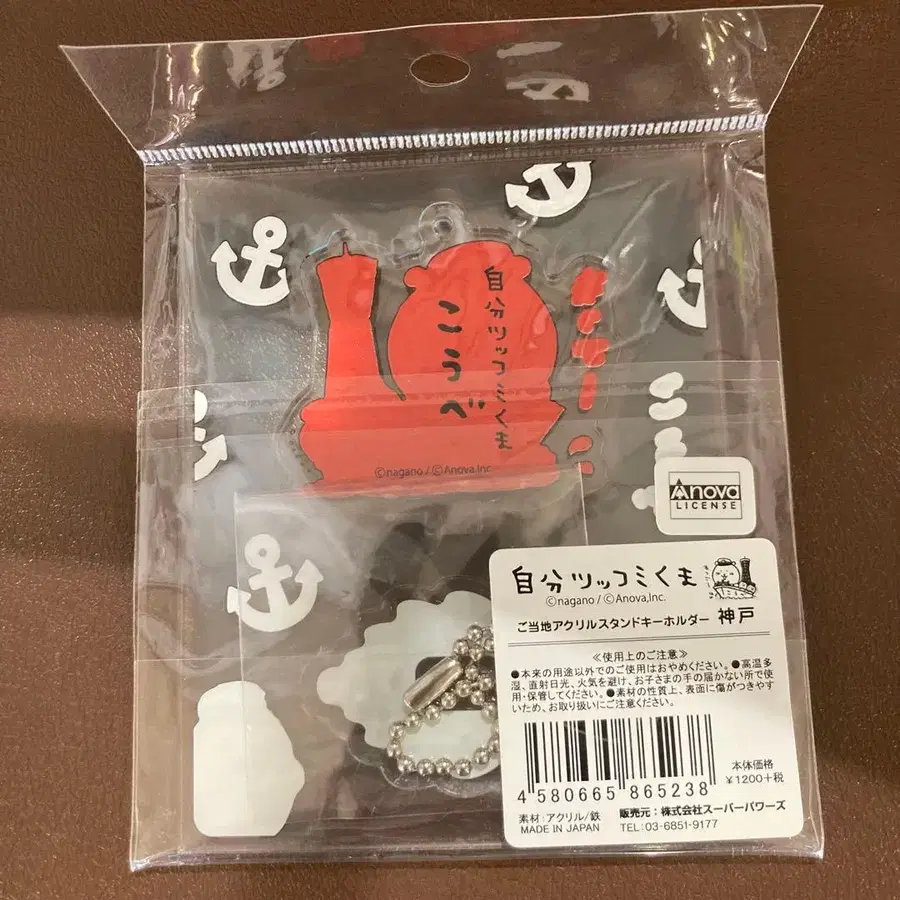 自分ツッコミくま
こうべ
©nagano / ©Anova,Inc.
Anova
LICENSE
自分ツッコミくま
©nagano / ©Anova,Inc.
ご当地アクリルスタンドキーホルダー 神戸
≪使用上のご注意≫
●本来の用途以外でのご使用はおやめください。●高温多
湿、直射日光、火気を避け、お子さまの手の届かない所で使
用・保管してください。●素材の性質上、表面に傷がつきやす
いため、お取り扱いにご注意ください。
本体価格
￥1200+税
4 580665 865238
素材:アクリル/鉄
販売元:株式会社スーパーパワーズ
MADE IN JAPAN
TEL:03-6851-9177